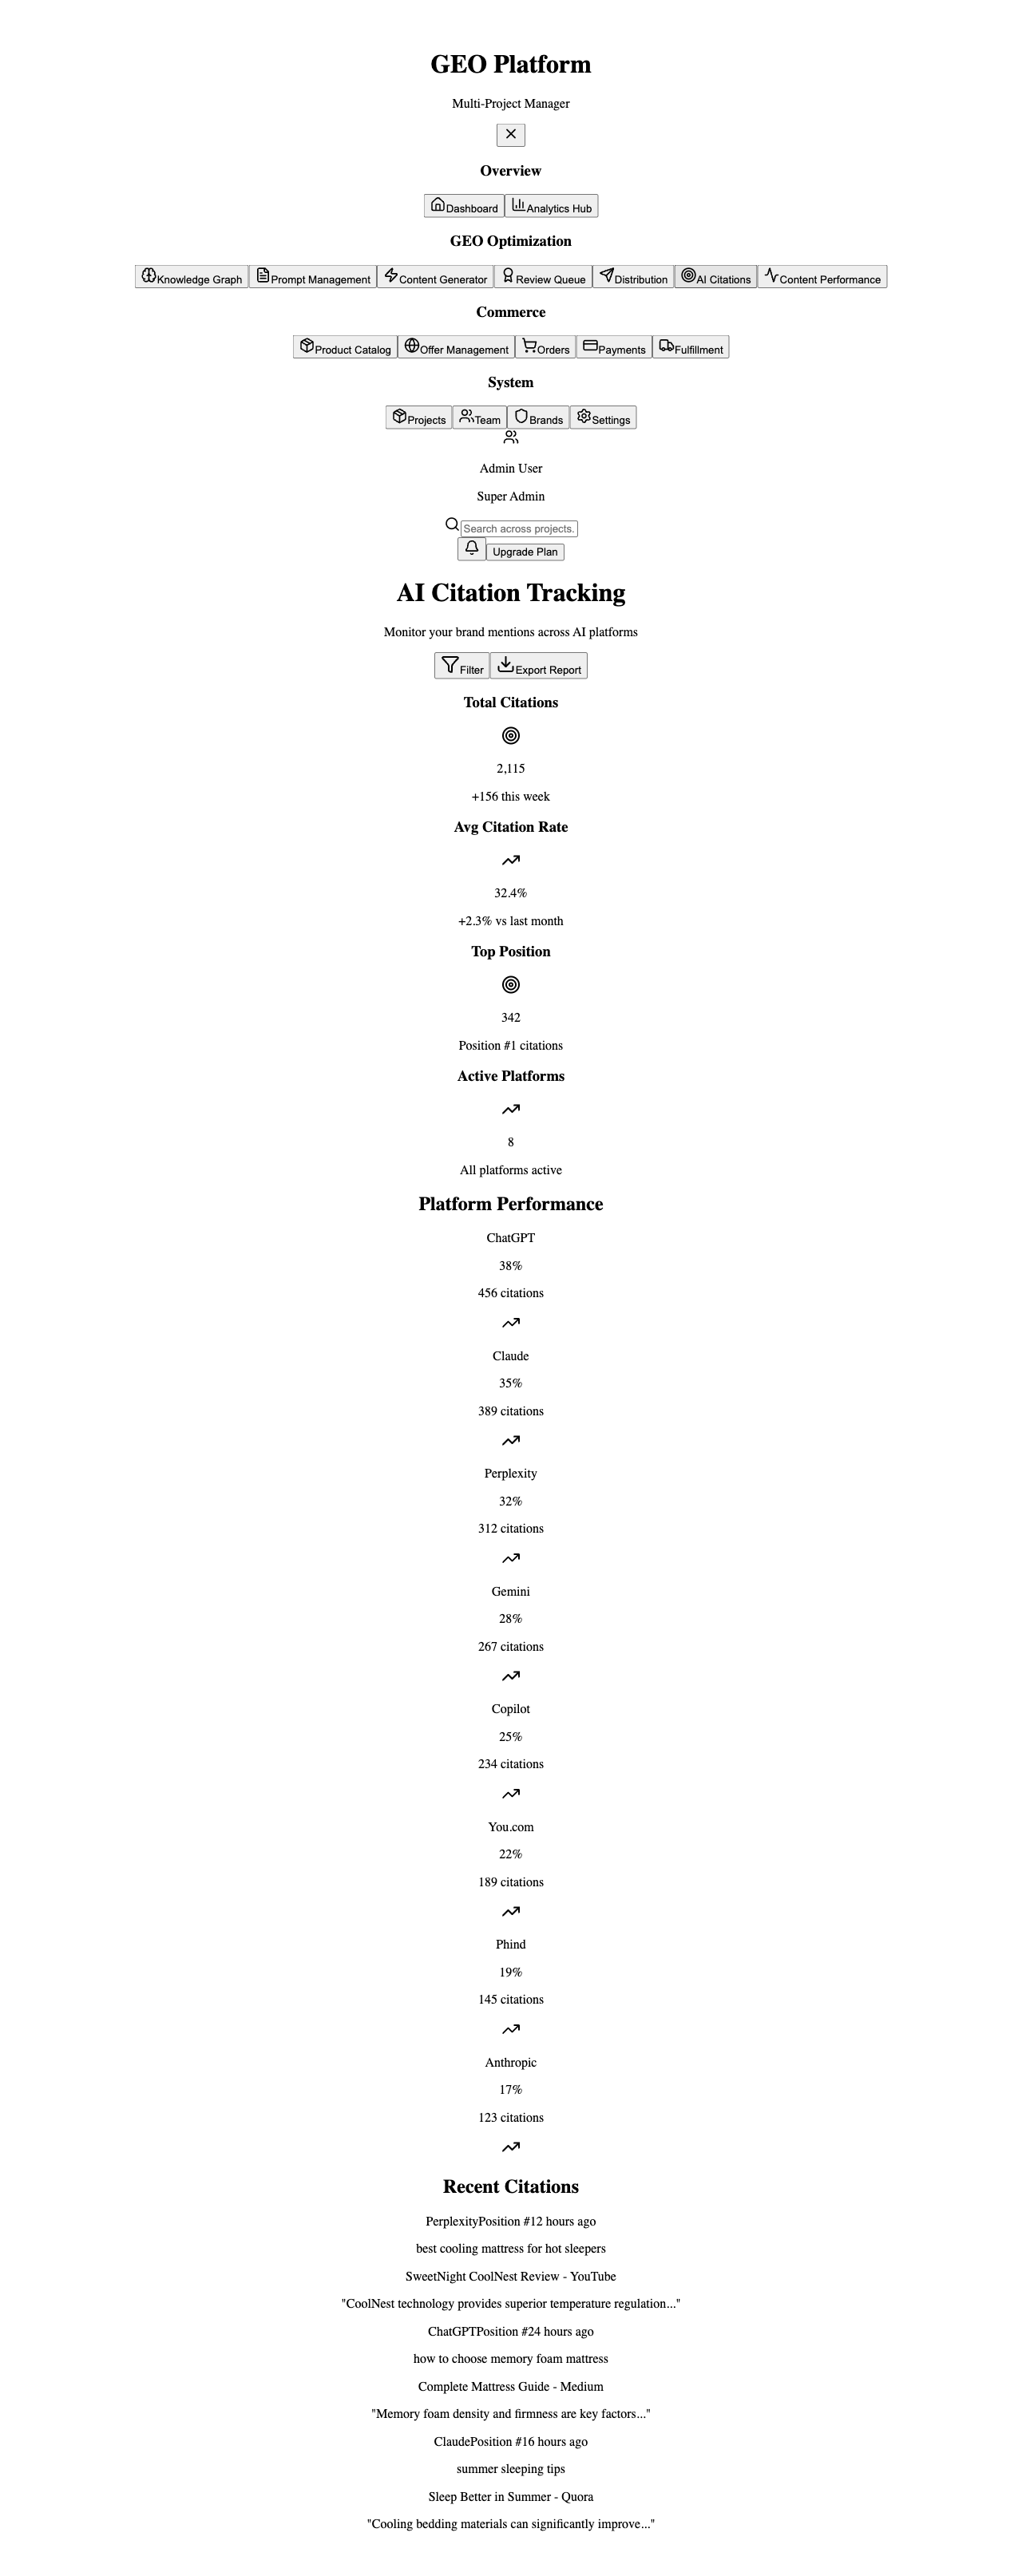 GEO Platform
Multi-Project Manager
Overview
Dashboard Analytics Hub
GEO Optimization
Knowledge Graph Prompt Management Content Generator Review Queue Distribution AI Citations Content Performance
Commerce
Product Catalog Offer Management Orders Payments Fulfillment
System
Projects Team Brands Settings
Admin User
Super Admin
Search across projects.
Upgrade Plan
AI Citation Tracking
Monitor your brand mentions across AI platforms
Filter Export Report
Total Citations
2,115
+156 this week
Avg Citation Rate
32.4%
+2.3% vs last month
Top Position
342
Position #1 citations
Active Platforms
8
All platforms active
Platform Performance
ChatGPT
38%
456 citations
Claude
35%
389 citations
Perplexity
32%
312 citations
Gemini
28%
267 citations
Copilot
25%
234 citations
You.com
22%
189 citations
Phind
19%
145 citations
Anthropic
17%
123 citations
Recent Citations
PerplexityPosition #12 hours ago
best cooling mattress for hot sleepers
SweetNight CoolNest Review - YouTube
"CoolNest technology provides superior temperature regulation..."
ChatGPTPosition #24 hours ago
how to choose memory foam mattress
Complete Mattress Guide - Medium
"Memory foam density and firmness are key factors..."
ClaudePosition #16 hours ago
summer sleeping tips
Sleep Better in Summer - Quora
"Cooling bedding materials can significantly improve..."